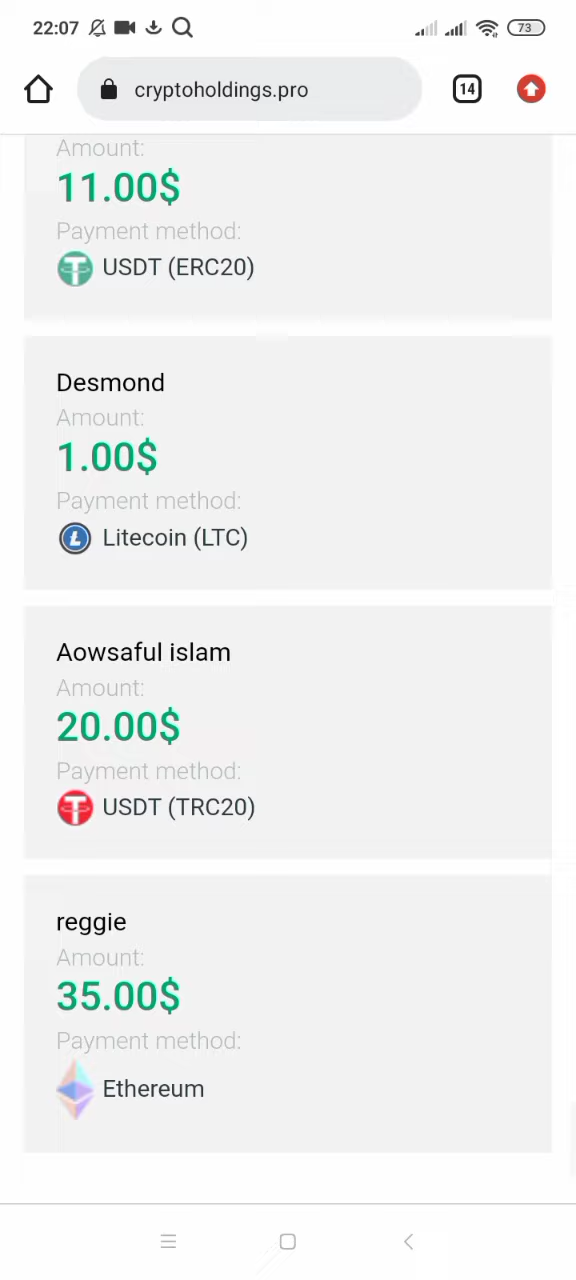 22:07
73
cryptoholdings.pro
14
Amount:
11.00$
Payment method:
USDT (ERC20)
Desmond
Amount:
1.00$
Payment method:
Litecoin (LTC)
Aowsaful islam
Amount:
20.00$
Payment method:
USDT (TRC20)
reggie
Amount:
35.00$
Payment method:
Ethereum